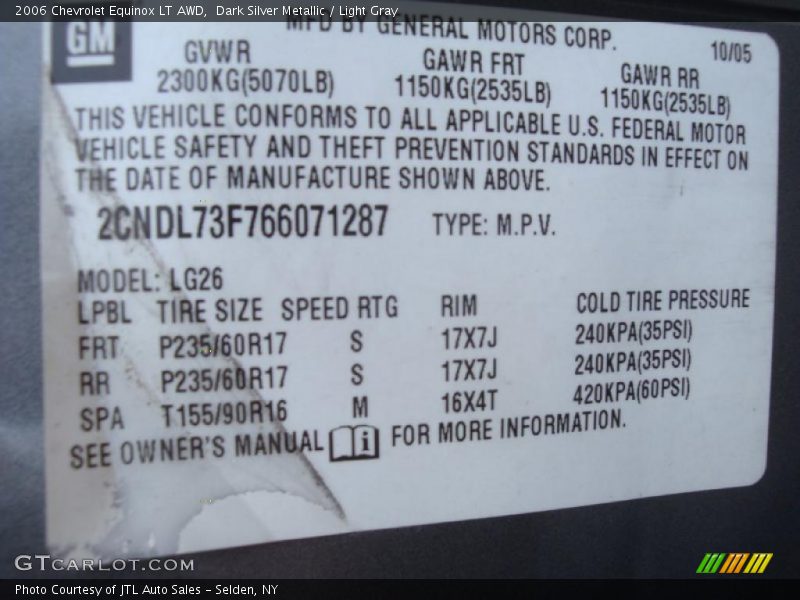 2006 Chevrolet Equinox LT AWD,  Dark Silver Metallic / Light Gray
GM
MFD BY GENERAL MOTORS CORP.
10/05
GVWR GAWR FRT GAWR RR
2300KG(5070LB) 1150KG(2535LB) 1150KG(2535LB)
THIS VEHICLE CONFORMS TO ALL APPLICABLE U.S. FEDERAL MOTOR
VEHICLE SAFETY AND THEFT PREVENTION STANDARDS IN EFFECT ON
THE DATE OF MANUFACTURE SHOWN ABOVE.
2CNDL73F766071287 TYPE: M.P.V.
MODEL: LG26
LPBL TIRE SIZE SPEED RTG RIM COLD TIRE PRESSURE
FRT P235/60R17 S 17X7J 240KPA(35PSI)
RR P235/60R17 S 17X7J 240KPA(35PSI)
SPA T155/90R16 M 16X4T 420KPA(60PSI)
SEE OWNER'S MANUAL i FOR MORE INFORMATION.
GTCARLOT.COM
Photo Courtesy of JTL Auto Sales - Selden, NY